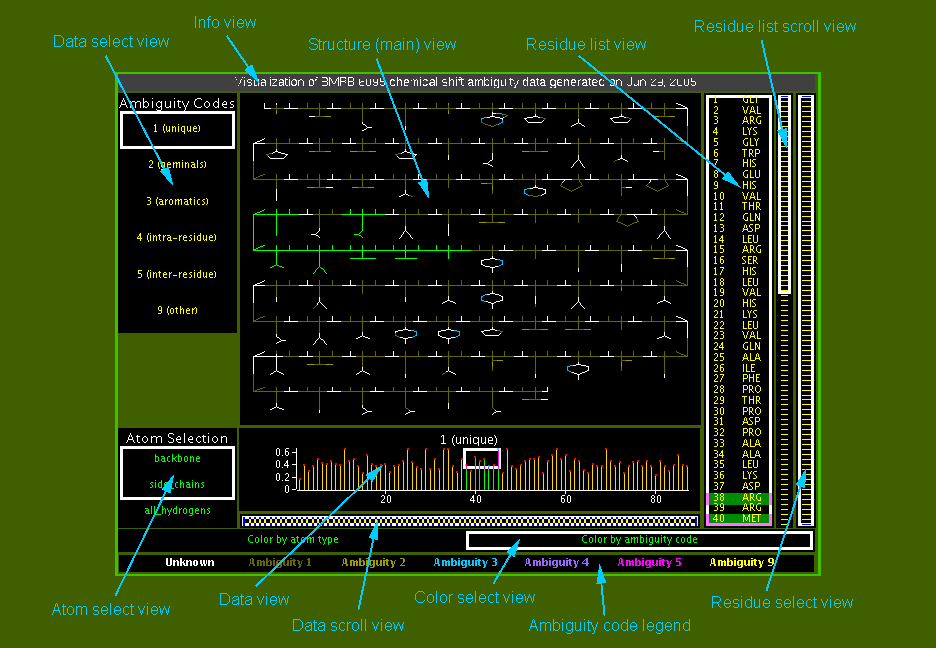 Info view
Residue list scroll view
Data select view
Structure (main) view
Residue list view
Visualization of BMRB 6095 chemical shift ambiguity data generated on Jun 29, 2005
Ambiguity Codes
1 (unique)
2 (geminals)
3 (aromatics)
4 (intra-residue)
5 (inter-residue)
9 (other)
1 GLY
2 VAL
3 ARG
4 LYS
5 GLY
6 TRP
7 HIS
8 GLU
9 HIS
10 VAL
11 THR
12 GLN
13 ASP
14 LEU
15 ARG
16 SER
17 HIS
18 LEU
19 VAL
20 HIS
21 LYS
22 LEU
23 VAL
24 GLN
25 ALA
26 ILE
27 PHE
28 PRO
29 THR
30 PRO
31 ASP
32 PRO
33 ALA
34 ALA
35 LEU
36 LYS
37 ASP
38 ARG
39 ARG
40 MET
Atom Selection
backbone
side_chains
all_hydrogens
1 (unique)
0.6
0.4
0.2
0
20 40 60 80
Color by atom type
Color by ambiguity code
Unknown Ambiguity 1 Ambiguity 2 Ambiguity 3 Ambiguity 4 Ambiguity 5 Ambiguity 9
Atom select view
Data view
Data scroll view
Color select view
Ambiguity code legend
Residue select view